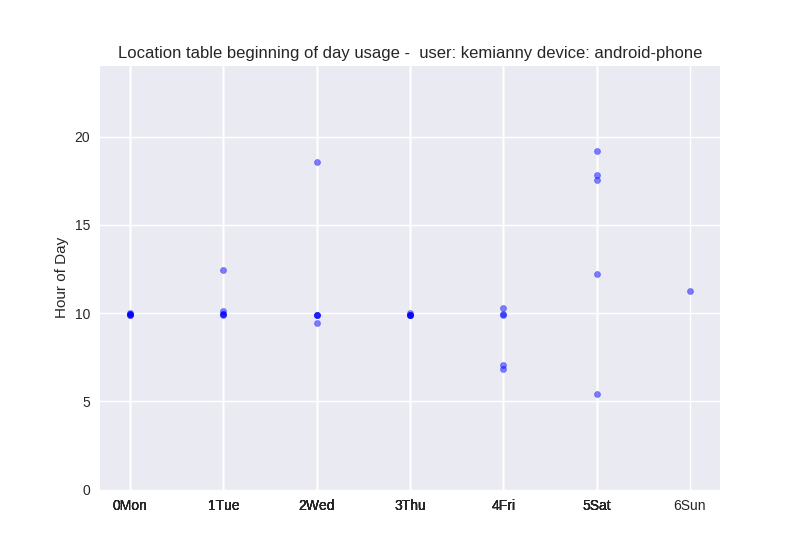 Location table beginning of day usage -  user: kemianny device: android-phone
Hour of Day
20
15
10
5
0
0Mon 1Tue 2Wed 3Thu 4Fri 5Sat 6Sun